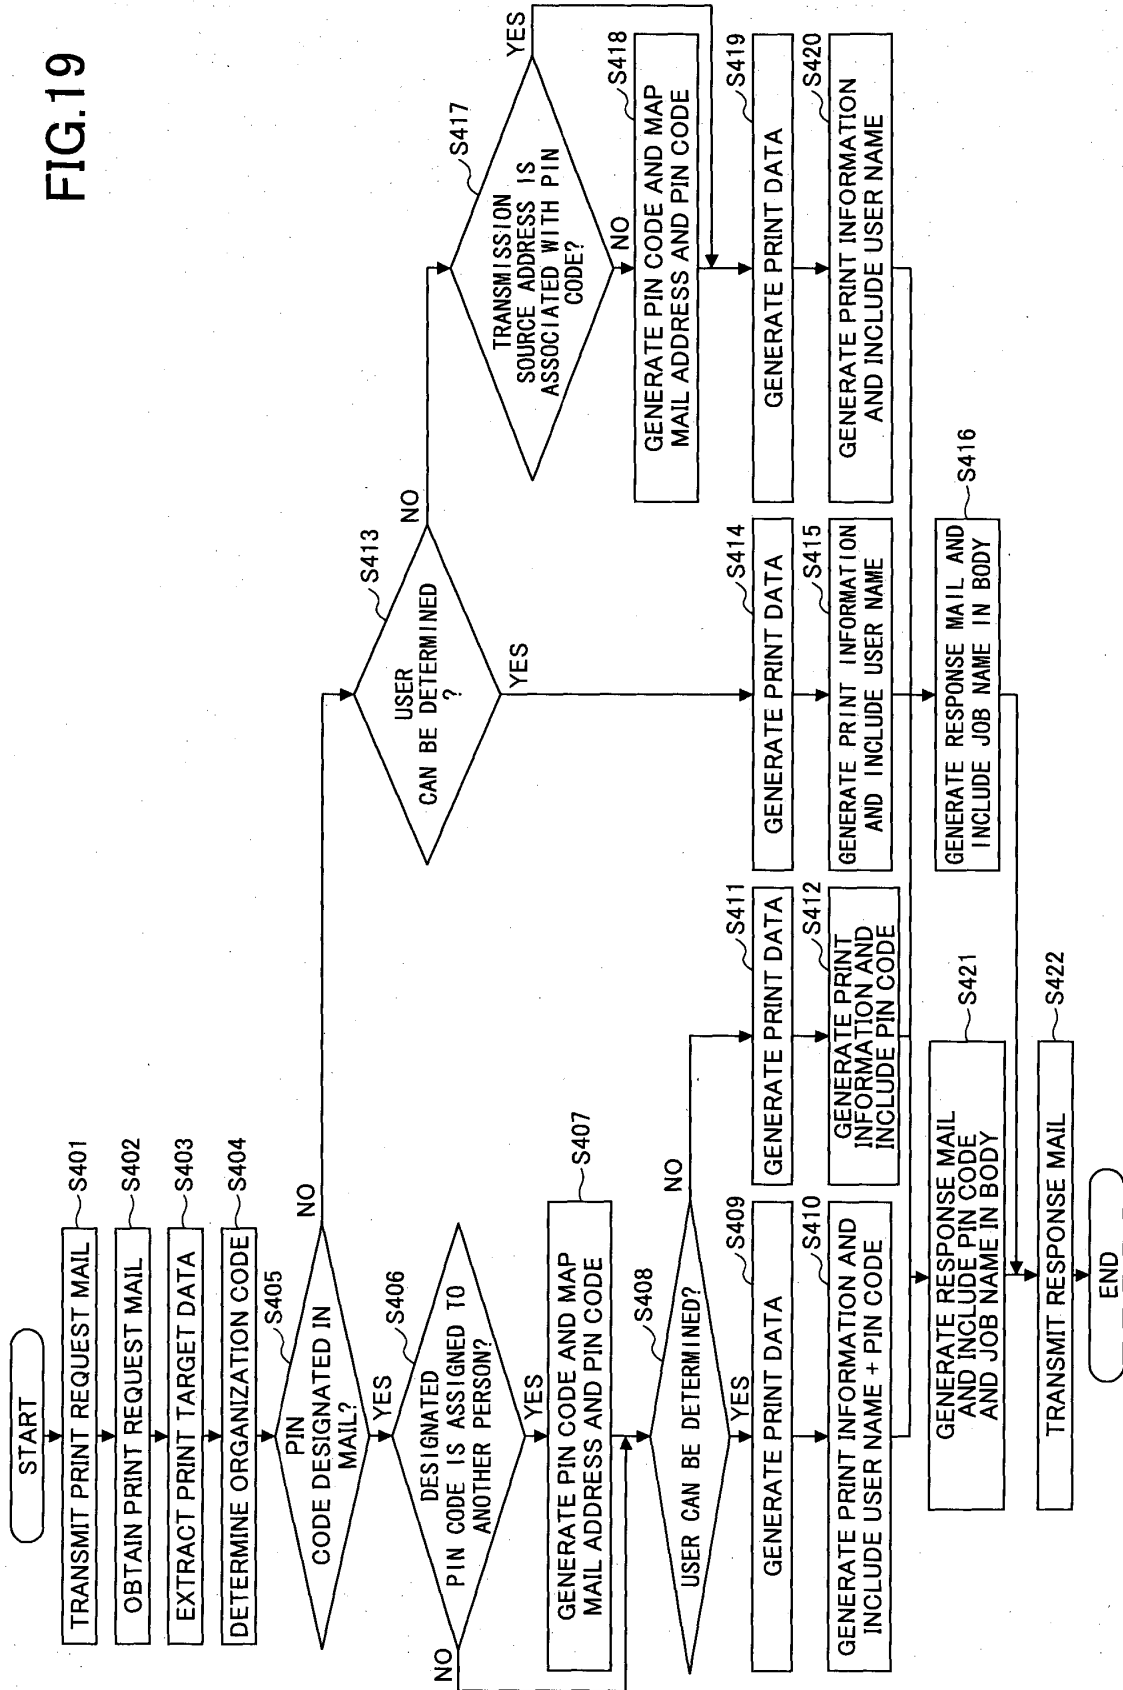 FIG.19
START
TRANSMIT PRINT REQUEST MAIL
S401
OBTAIN PRINT REQUEST MAIL
S402
EXTRACT PRINT TARGET DATA
S403
DETERMINE ORGANIZATION CODE
S404
PIN
CODE DESIGNATED IN
MAIL?
S405
NO
YES
DESIGNATED
PIN CODE IS ASSIGNED TO
ANOTHER PERSON?
S406
NO
YES
GENERATE PIN CODE AND MAP
MAIL ADDRESS AND PIN CODE
S407
USER CAN BE DETERMINED?
S408
NO
YES
GENERATE PRINT DATA
S409
GENERATE PRINT INFORMATION AND
INCLUDE USER NAME + PIN CODE
S410
GENERATE PRINT DATA
S411
GENERATE PRINT
INFORMATION AND
INCLUDE PIN CODE
S412
USER
CAN BE DETERMINED
?
S413
NO
YES
GENERATE PRINT DATA
S414
GENERATE PRINT INFORMATION
AND INCLUDE USER NAME
S415
GENERATE RESPONSE MAIL AND
INCLUDE JOB NAME IN BODY
S416
TRANSMISSION
SOURCE ADDRESS IS
ASSOCIATED WITH PIN
CODE?
S417
YES
NO
GENERATE PIN CODE AND MAP
MAIL ADDRESS AND PIN CODE
S418
GENERATE PRINT DATA
S419
GENERATE PRINT INFORMATION
AND INCLUDE USER NAME
S420
GENERATE RESPONSE MAIL
AND INCLUDE PIN CODE
AND JOB NAME IN BODY
S421
TRANSMIT RESPONSE MAIL
S422
END